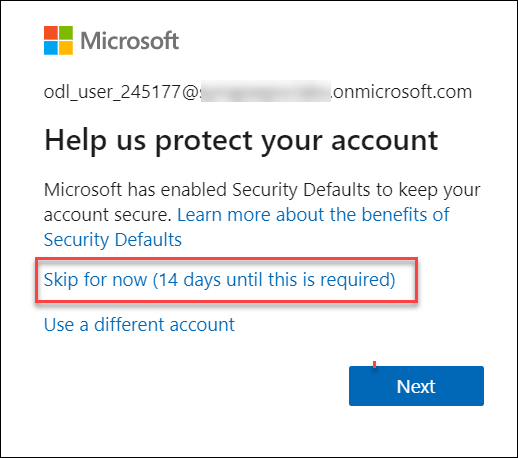 Microsoft
odl_user_245177@ .onmicrosoft.com
Help us protect your account
Microsoft has enabled Security Defaults to keep your
account secure. Learn more about the benefits of
Security Defaults
Skip for now (14 days until this is required)
Use a different account
Next